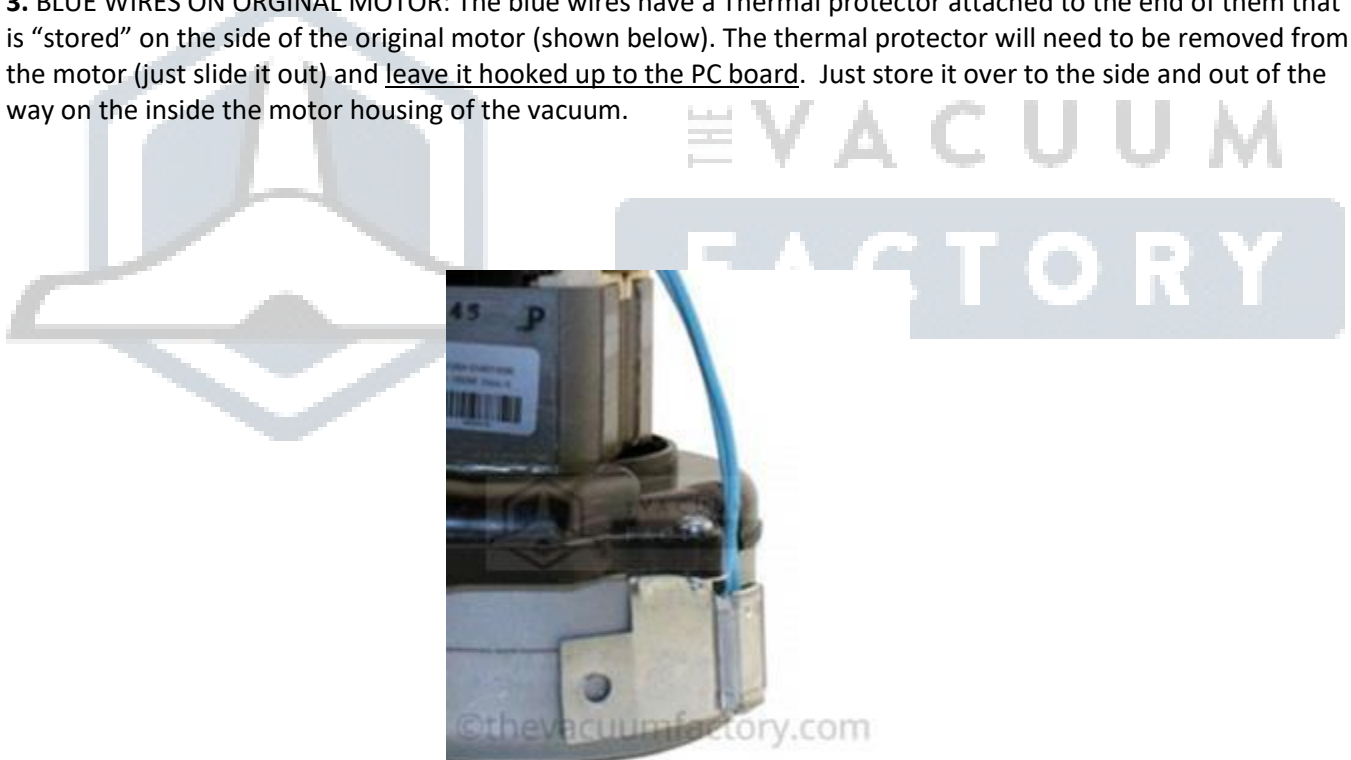 3. BLUE WIRES ON ORGINAL MOTOR: The blue wires have a Thermal protector attached to the end of them that
is “stored” on the side of the original motor (shown below). The thermal protector will need to be removed from
the motor (just slide it out) and leave it hooked up to the PC board. Just store it over to the side and out of the
way on the inside the motor housing of the vacuum.
THE VACUUM
FACTORY
45 P
©thevacuumfactory.com